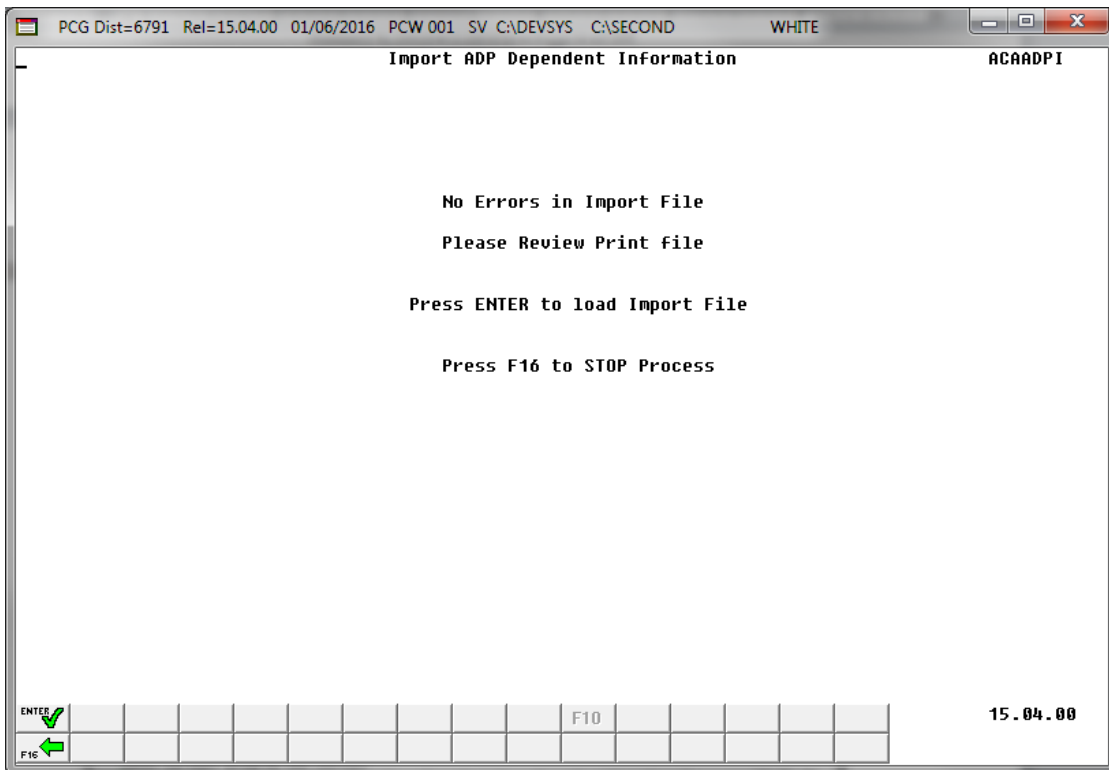 PCG Dist=6791 Rel=15.04.00 01/06/2016 PCW 001 SV C:\DEVSYS C:\SECOND WHITE
Import ADP Dependent Information ACAADPI
No Errors in Import File
Please Review Print file
Press ENTER to load Import File
Press F16 to STOP Process
ENTER F10 15.04.00
F16